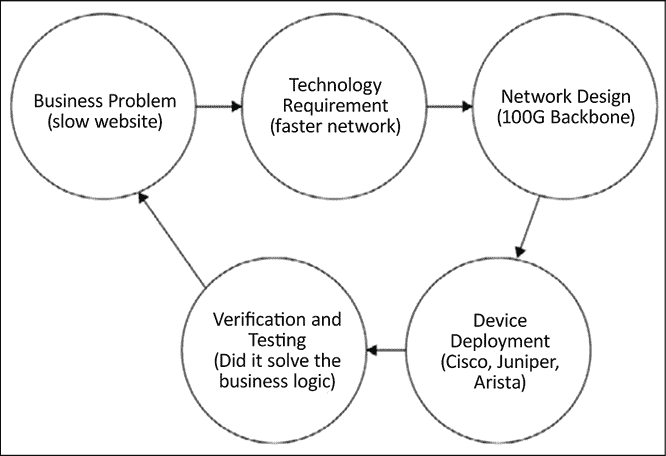 Business Problem
(slow website)
Technology
Requirement
(faster network)
Network Design
(100G Backbone)
Verification and
Testing
(Did it solve the
business logic)
Device
Deployment
(Cisco, Juniper,
Arista)